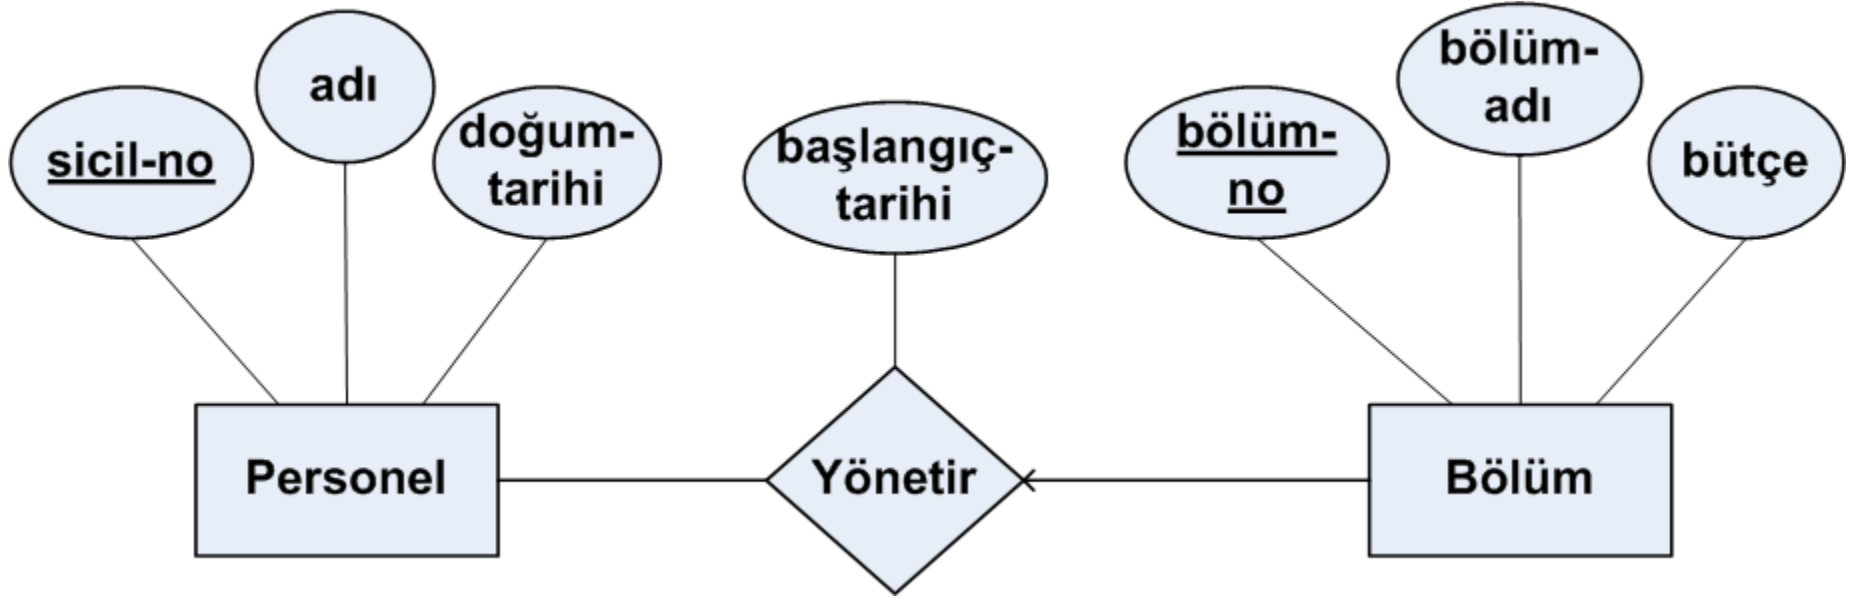 sicil-no
adı
doğum-
tarihi
başlangıç-
tarihi
bölüm-
no
bölüm-
adı
bütçe
Personel
Yönetir
Bölüm